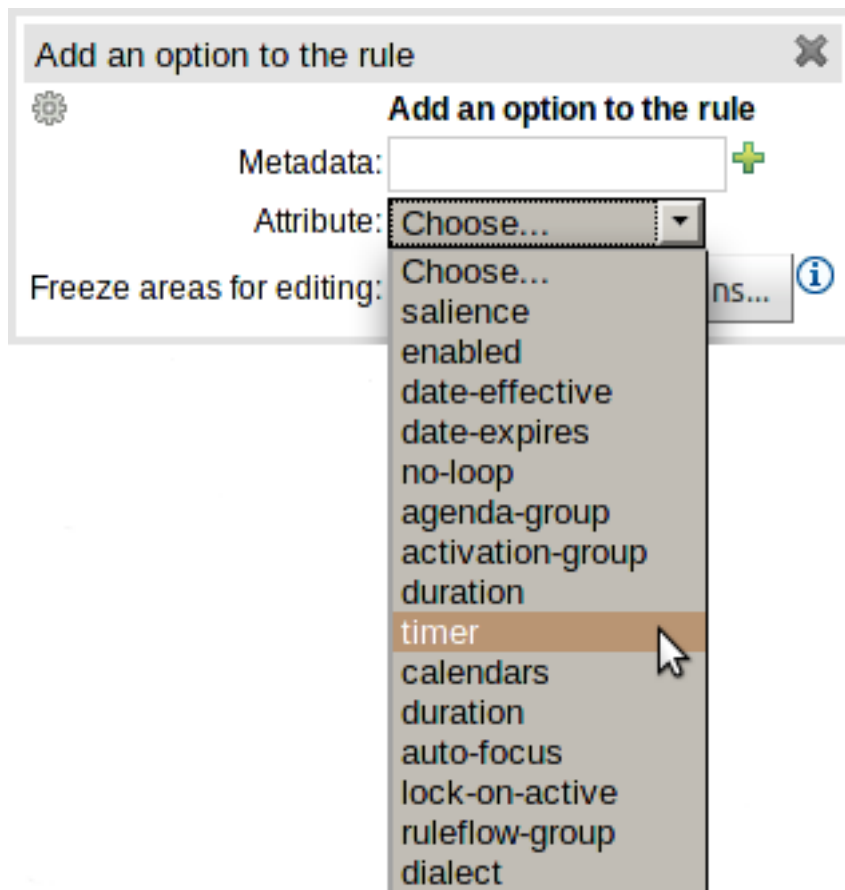 Add an option to the rule
Add an option to the rule
Metadata:
Attribute: Choose...
Choose...
Freeze areas for editing: ns...
salience
enabled
date-effective
date-expires
no-loop
agenda-group
activation-group
duration
timer
calendars
duration
auto-focus
lock-on-active
ruleflow-group
dialect